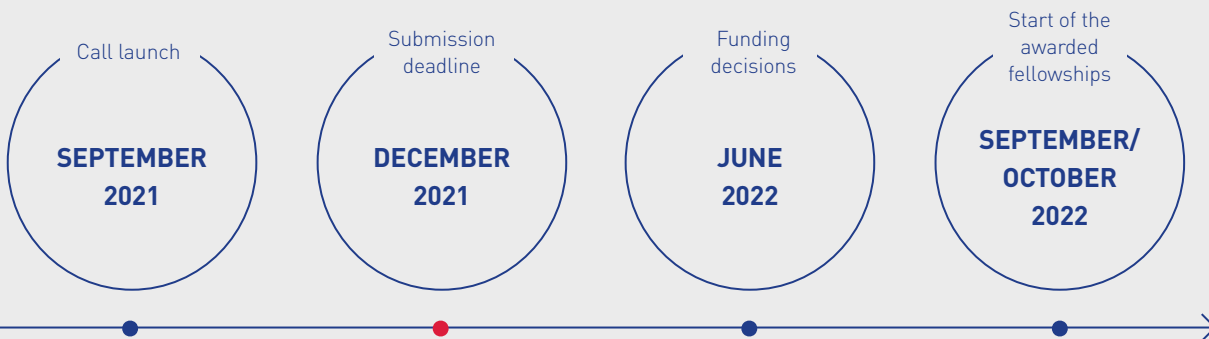 Call launch
SEPTEMBER
2021
Submission
deadline
DECEMBER
2021
Funding
decisions
JUNE
2022
Start of the
awarded
fellowships
SEPTEMBER/
OCTOBER
2022